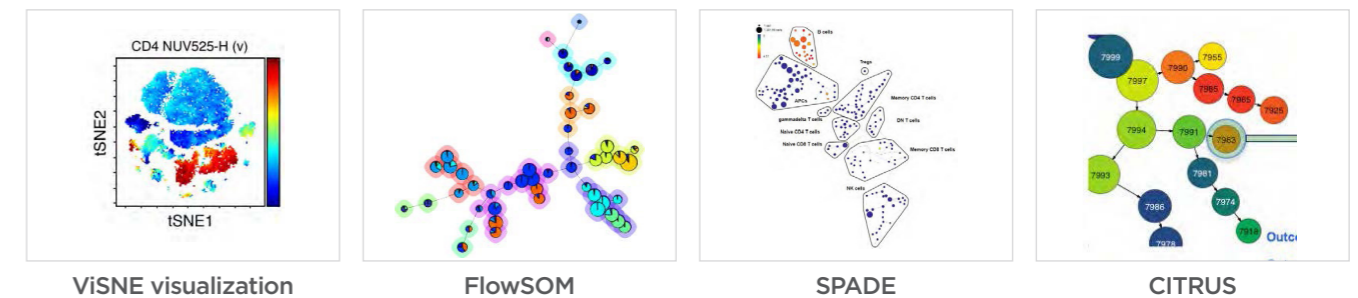 CD4 NUV525-H (v)
tSNE2
tSNE1
B cells
Tregs
APCs
Memory CD4 T cells
gammadelta T cells
DN T cells
Naive CD4 T cells
Naive CD8 T cells
Memory CD8 T cells
NK cells
7999
7997
7990
7955
7985
7965
7925
7994
7991
7963
7993
7981
7986
7974
7978
7918
Outco
ViSNE visualization
FlowSOM
SPADE
CITRUS